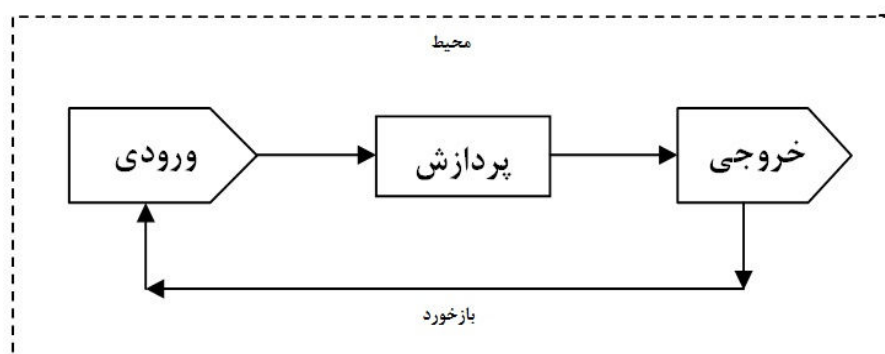 محیط
ورودی
پردازش
خروجی
بازخورد